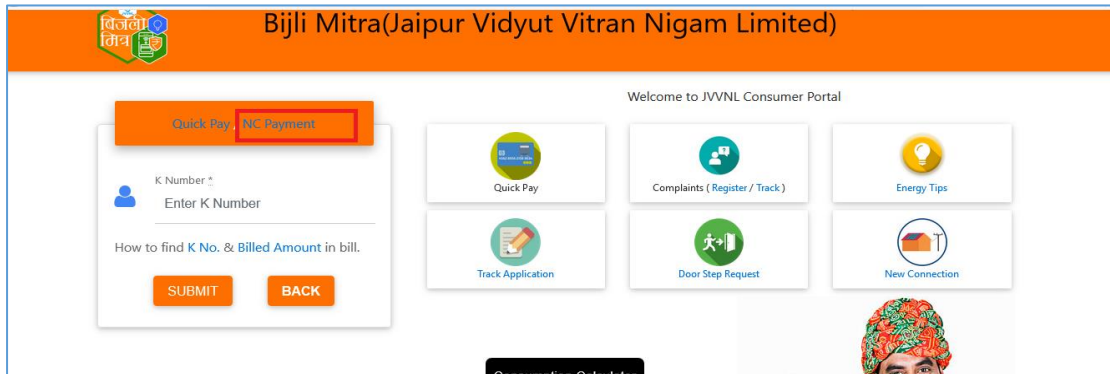 बिजली
मित्र
Bijli Mitra(Jaipur Vidyut Vitran Nigam Limited)
Welcome to JVVNL Consumer Portal
Quick Pay / NC Payment
K Number *
Enter K Number
How to find K No. & Billed Amount in bill.
SUBMIT
BACK
Quick Pay
Complaints ( Register / Track )
Energy Tips
Track Application
Door Step Request
New Connection
Consumption Calculator